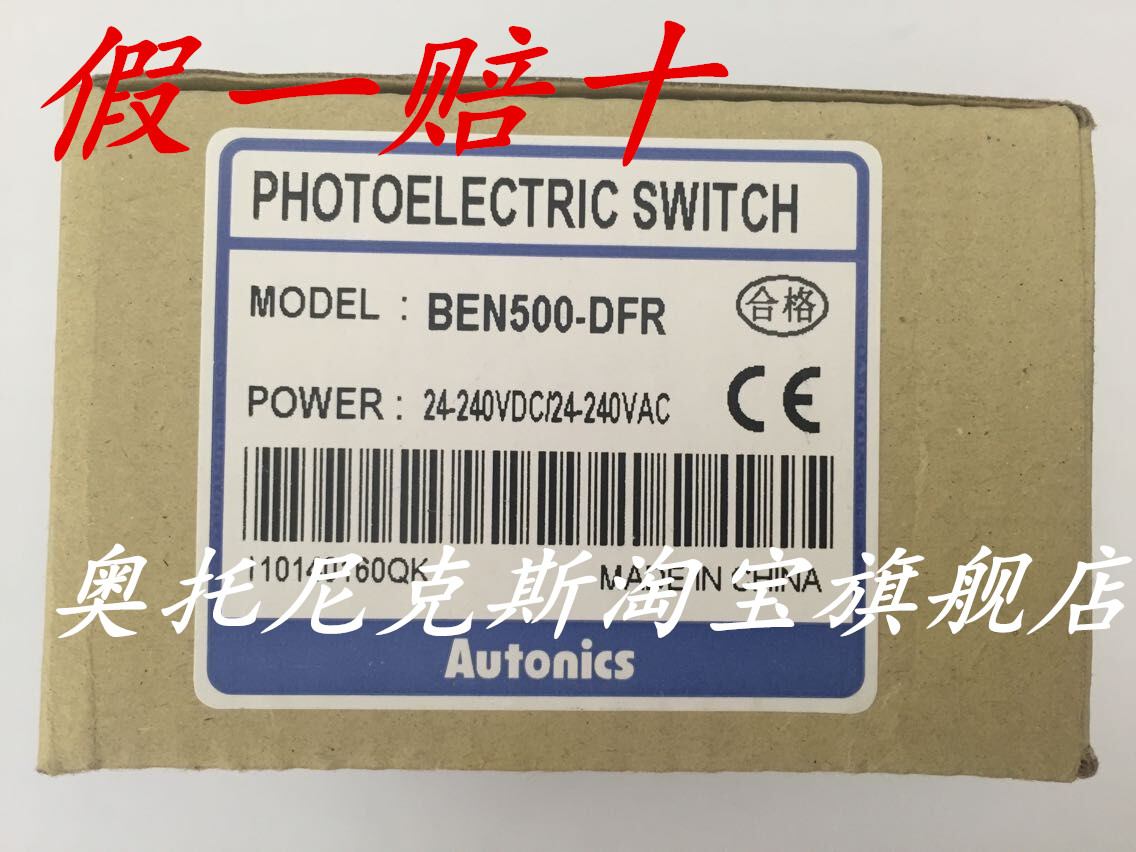 假一赔十
PHOTOELECTRIC SWITCH
MODEL : BEN500-DFR
合格
POWER : 24-240VDC/24-240VAC
CE
110140160QK
MADE IN CHINA
奥托尼克斯淘宝旗舰店
Autonics